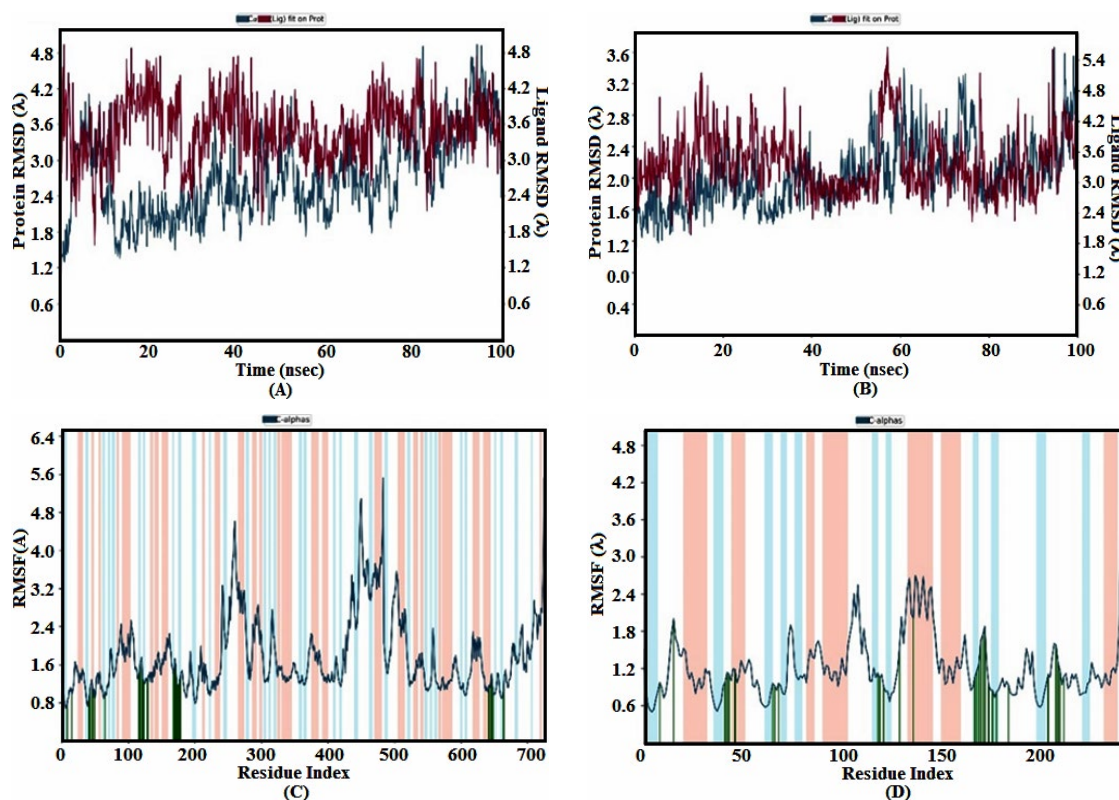 Lig) fit on Prot
4.8 4.2 3.6 3.0 2.4 1.8 1.2 0.6
Protein RMSD (λ)
4.8 4.2 3.6 3.0 2.4 1.8 1.2 0.6
Ligand RMSD (λ)
0 20 40 60 80 100
Time (nsec)
(A)
(Lig) fit on Prot
3.6 3.2 2.8 2.4 2.0 1.6 1.2 0.0 0.4
Protein RMSD (λ)
5.4 4.8 4.2 3.6 3.0 2.4 1.8 1.2 0.6
RMSD (λ)
0 20 40 60 80 100
Time (nsec)
(B)
C-alphas
6.4 5.6 4.8 4.0 3.2 2.4 1.6 0.8
RMSF(A)
0 100 200 300 400 500 600 700
Residue Index
(C)
C-alphas
4.8 4.2 3.6 3.0 2.4 1.8 1.2 0.6
RMSF (λ)
0 50 100 150 200
Residue Index
(D)